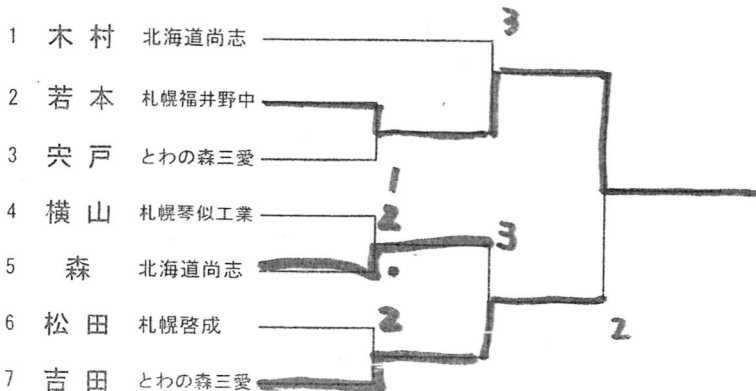 1 木村 北海道尚志
2 若本 札幌福井野中
3 宍戸 とわの森三愛
4 横山 札幌琴似工業
5 森 北海道尚志
6 松田 札幌啓成
7 吉田 とわの森三愛
3
1
2
3
2
2